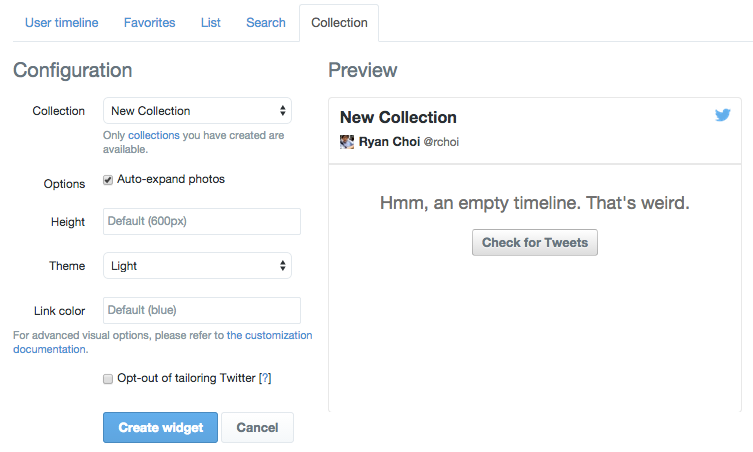 User timeline Favorites List Search Collection
Configuration
Collection New Collection
Only collections you have created are
available.
Options Auto-expand photos
Height Default (600px)
Theme Light
Link color Default (blue)
For advanced visual options, please refer to the customization
documentation.
Opt-out of tailoring Twitter [?]
Create widget Cancel
Preview
New Collection
Ryan Choi @rchoi
Hmm, an empty timeline. That's weird.
Check for Tweets